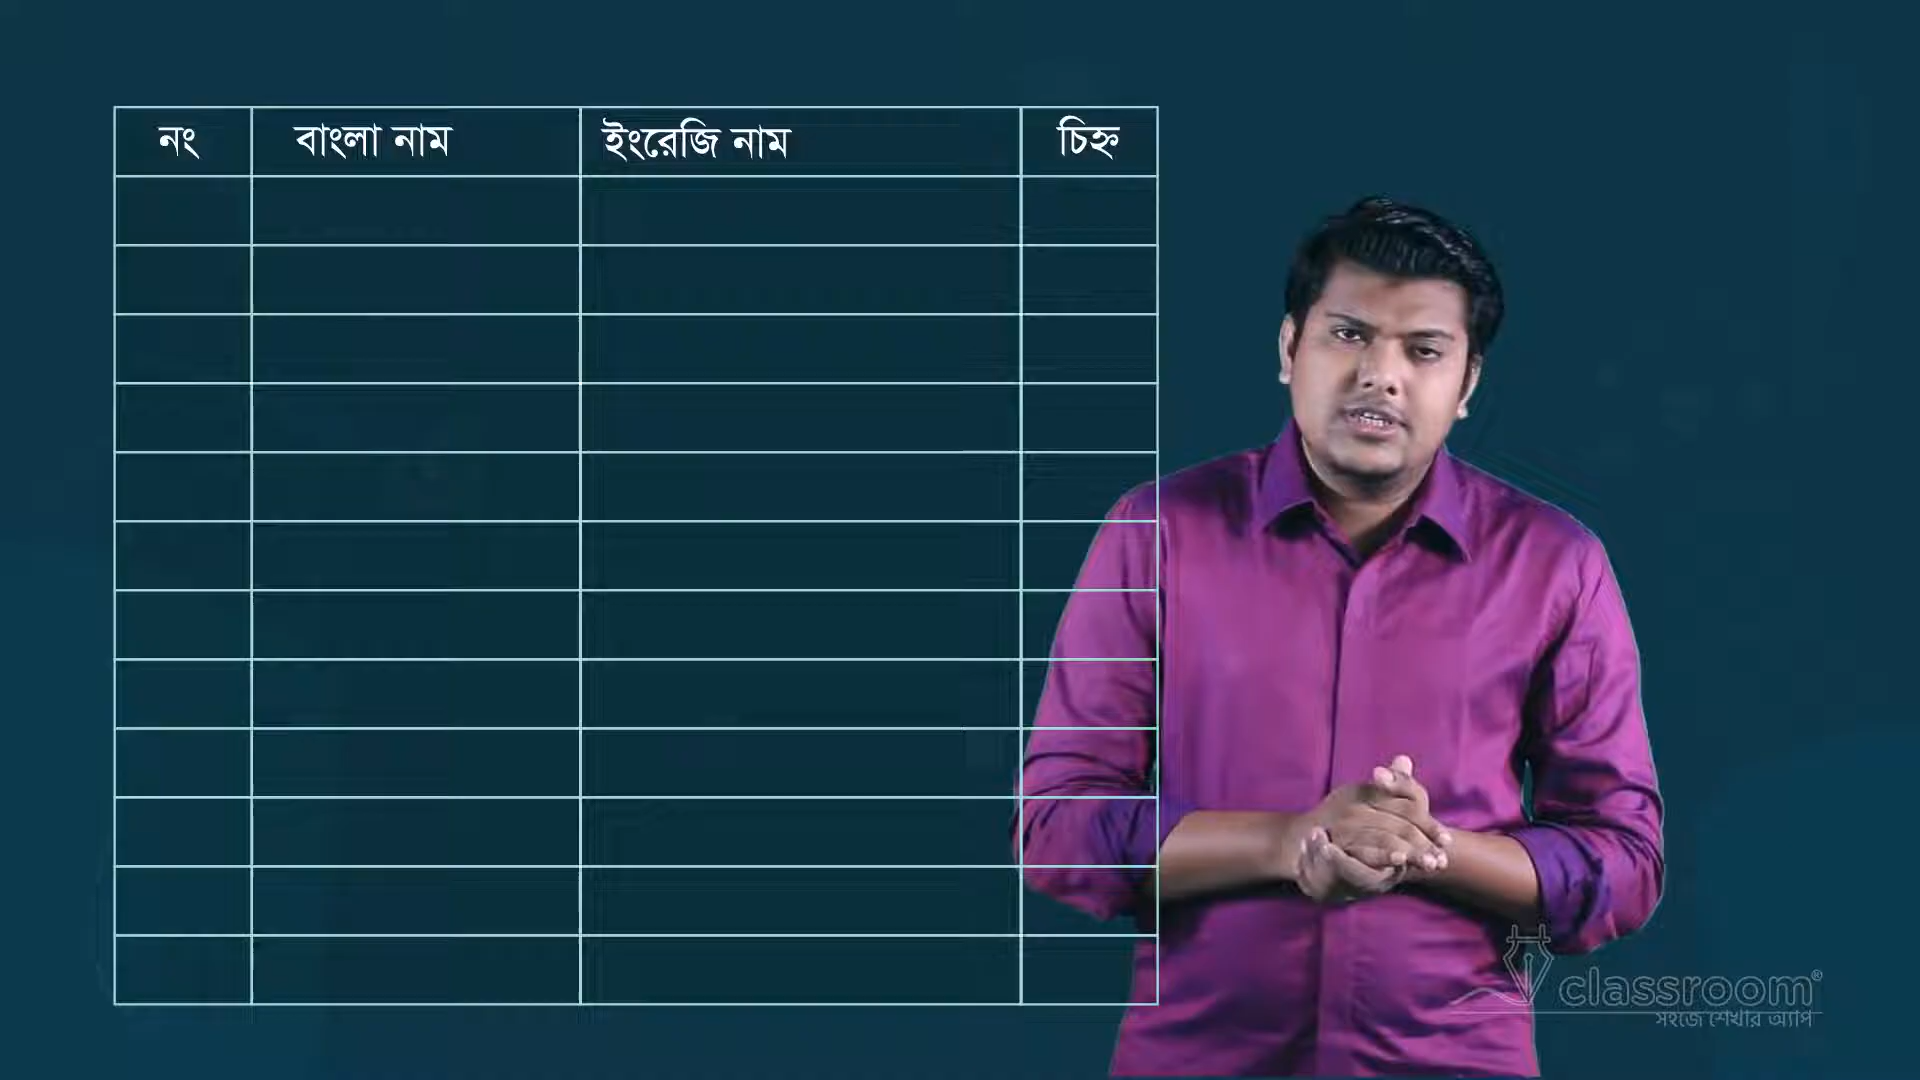 নং বাংলা নাম ইংরেজি নাম চিহ্ন
classroom®
সহজে শেখার অ্যাপ